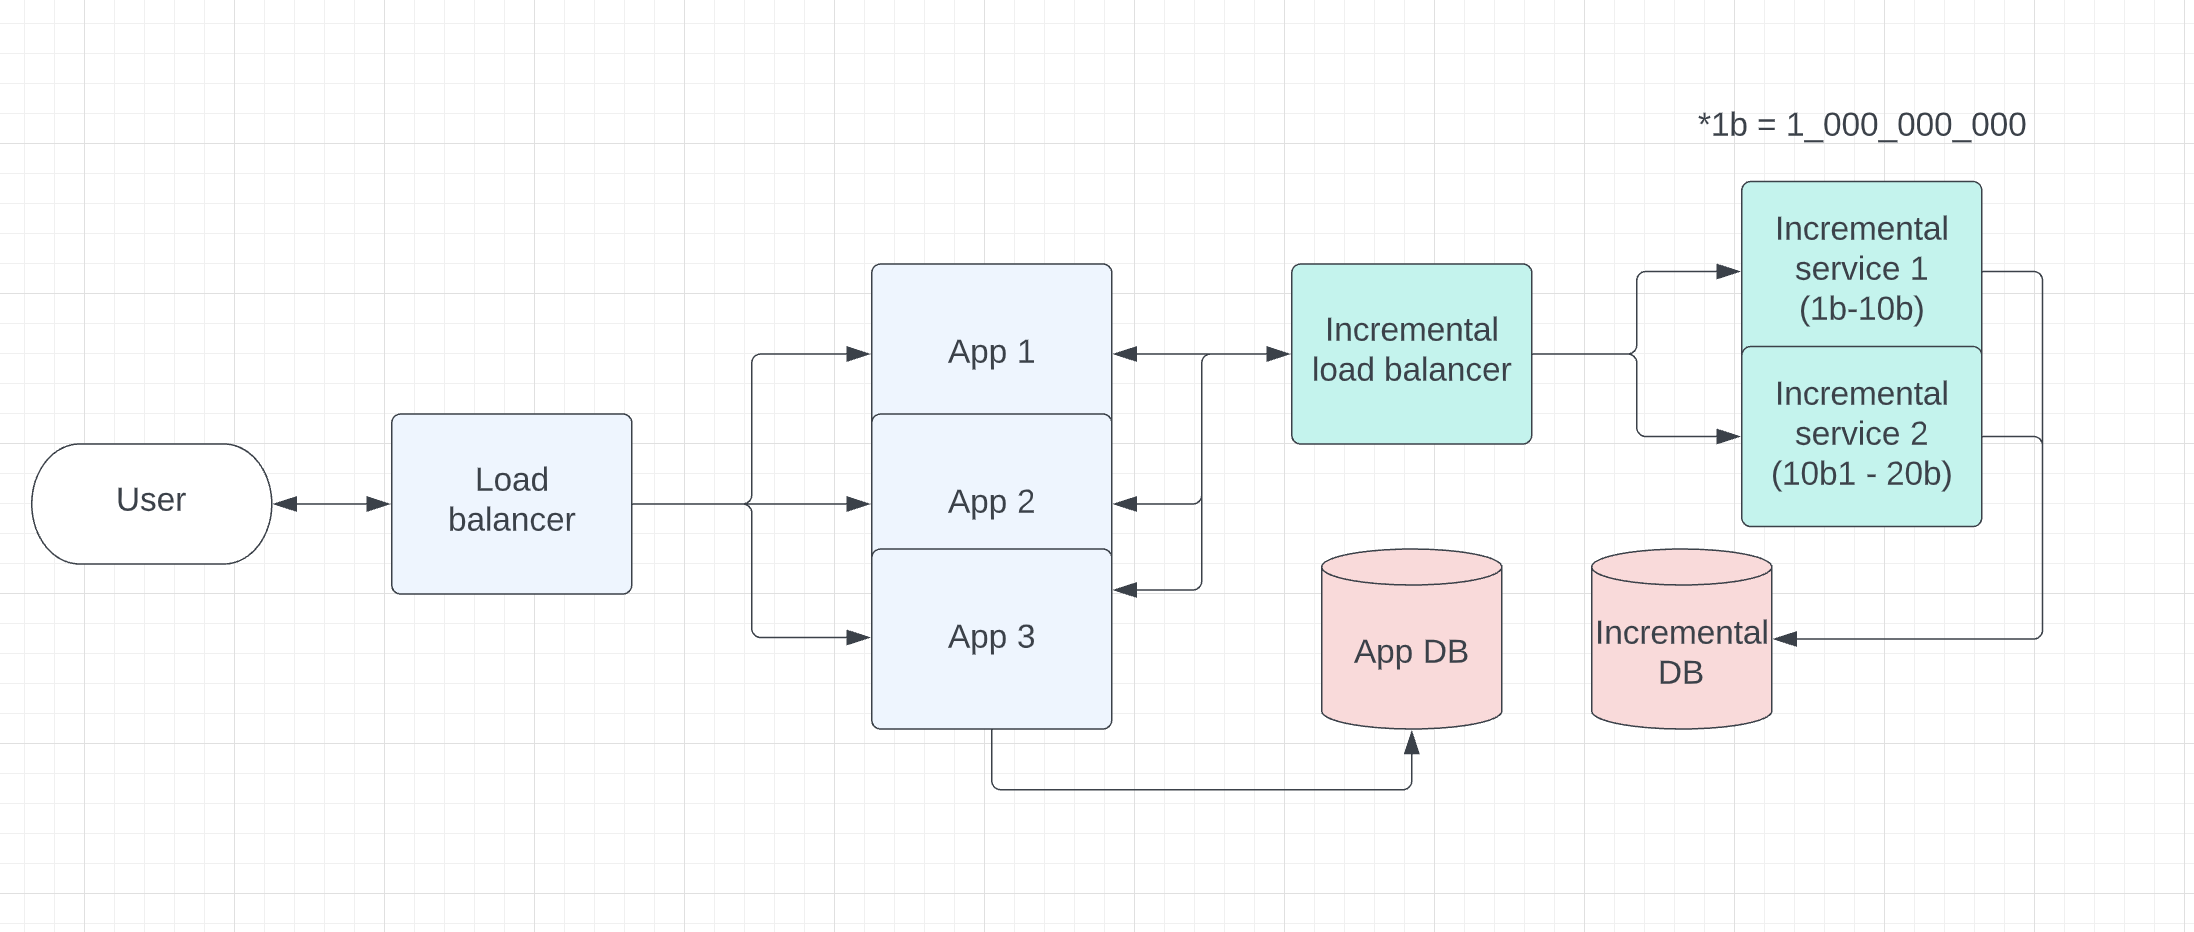 *1b = 1_000_000_000
Incremental
service 1
(1b-10b)
Incremental
service 2
(10b1 - 20b)
Incremental
load balancer
App 1
App 2
App 3
Load
balancer
User
App DB
Incremental
DB